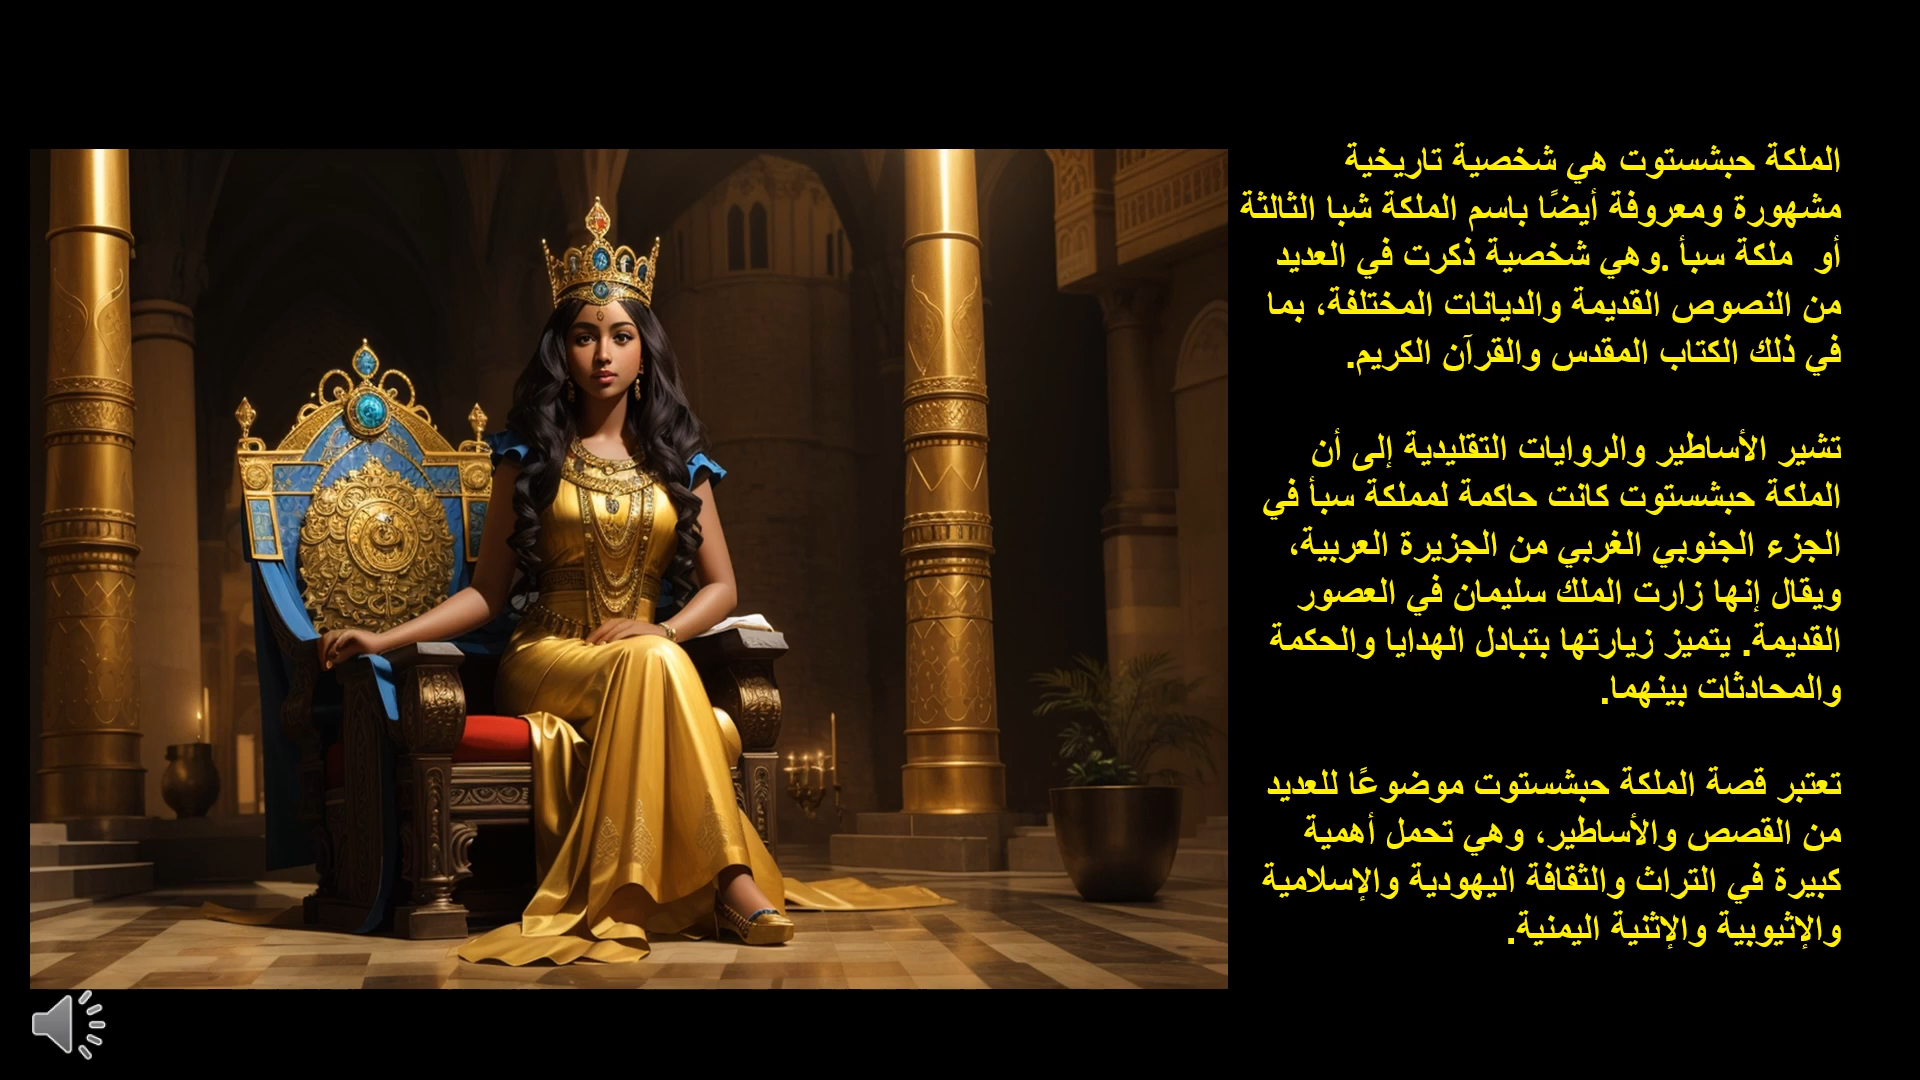 الملكة حبشستوت هي شخصية تاريخية
مشهورة ومعروفة أيضًا باسم الملكة شبا الثالثة
أو  ملكة سبأ .وهي شخصية ذكرت في العديد
من النصوص القديمة والديانات المختلفة، بما
في ذلك الكتاب المقدس والقرآن الكريم.
تشير الأساطير والروايات التقليدية إلى أن
الملكة حبشستوت كانت حاكمة لمملكة سبأ في
الجزء الجنوبي الغربي من الجزيرة العربية،
ويقال إنها زارت الملك سليمان في العصور
القديمة. يتميز زيارتها بتبادل الهدايا والحكمة
والمحادثات بينهما.
تعتبر قصة الملكة حبشستوت موضوعًا للعديد
من القصص والأساطير، وهي تحمل أهمية
كبيرة في التراث والثقافة اليهودية والإسلامية
والإثيوبية والإثنية اليمنية.